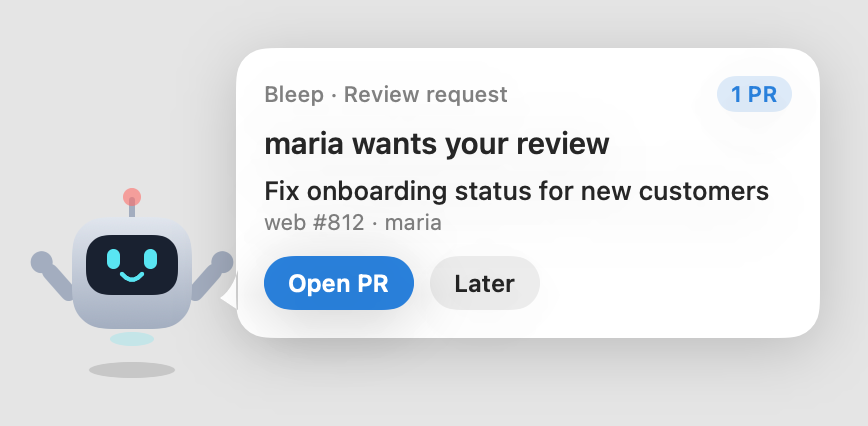 Bleep · Review request
1 PR
maria wants your review
Fix onboarding status for new customers
web #812 · maria
Open PR
Later